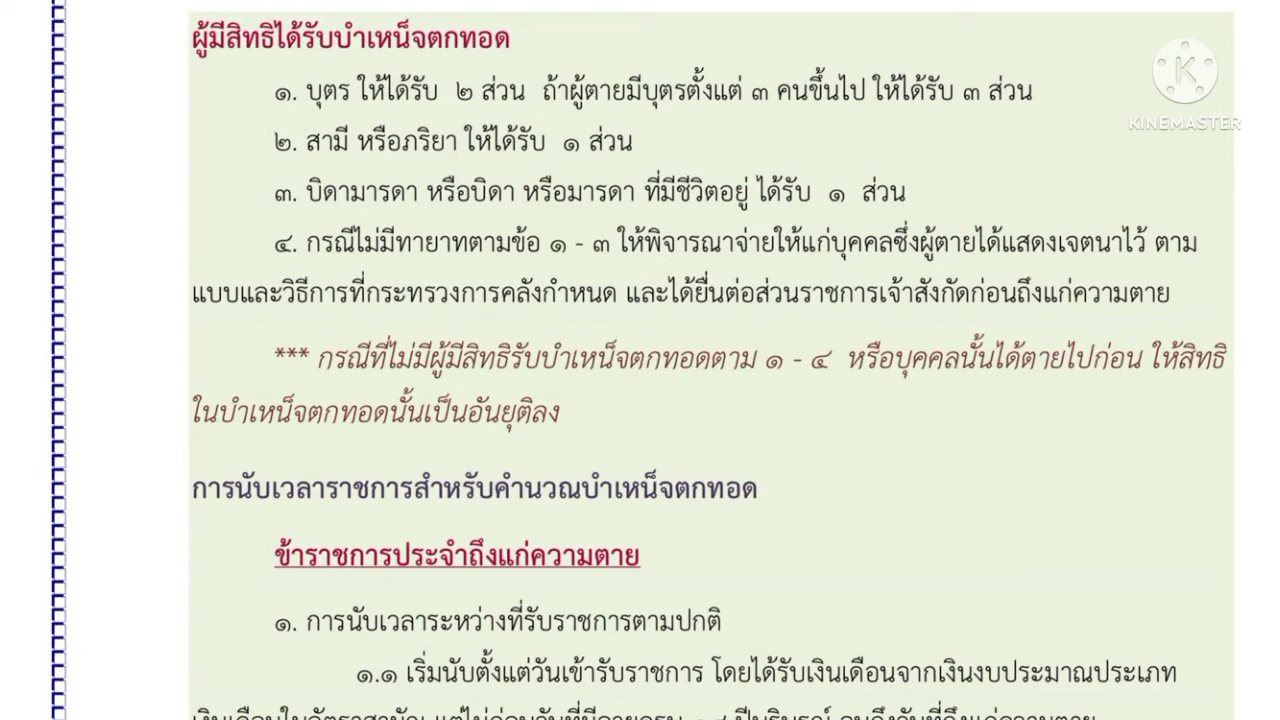 ผู้มีสิทธิได้รับบำเหน็จตกทอด
๑. บุตร ให้ได้รับ ๒ ส่วน ถ้าผู้ตายมีบุตรตั้งแต่ ๓ คนขึ้นไป ให้ได้รับ ๓ ส่วน
KINEMASTER
๒. สามี หรือภริยา ให้ได้รับ ๑ ส่วน
๓. บิดามารดา หรือบิดา หรือมารดา ที่มีชีวิตอยู่ ได้รับ ๑ ส่วน
๔. กรณีไม่มีทายาทตามข้อ ๑ - ๓ ให้พิจารณาจ่ายให้แก่บุคคลซึ่งผู้ตายได้แสดงเจตนาไว้ ตาม
แบบและวิธีการที่กระทรวงการคลังกำหนด และได้ยื่นต่อส่วนราชการเจ้าสังกัดก่อนถึงแก่ความตาย
*** กรณีที่ไม่มีผู้มีสิทธิรับบำเหน็จตกทอดตาม ๑ - ๔ หรือบุคคลนั้นได้ตายไปก่อน ให้สิทธิ
ในบำเหน็จตกทอดนั้นเป็นอันยุติลง
การนับเวลาราชการสำหรับคำนวณบำเหน็จตกทอด
ข้าราชการประจำถึงแก่ความตาย
๑. การนับเวลาระหว่างที่รับราชการตามปกติ
๑.๑ เริ่มนับตั้งแต่วันเข้ารับราชการ โดยได้รับเงินเดือนจากเงินงบประมาณประเภท